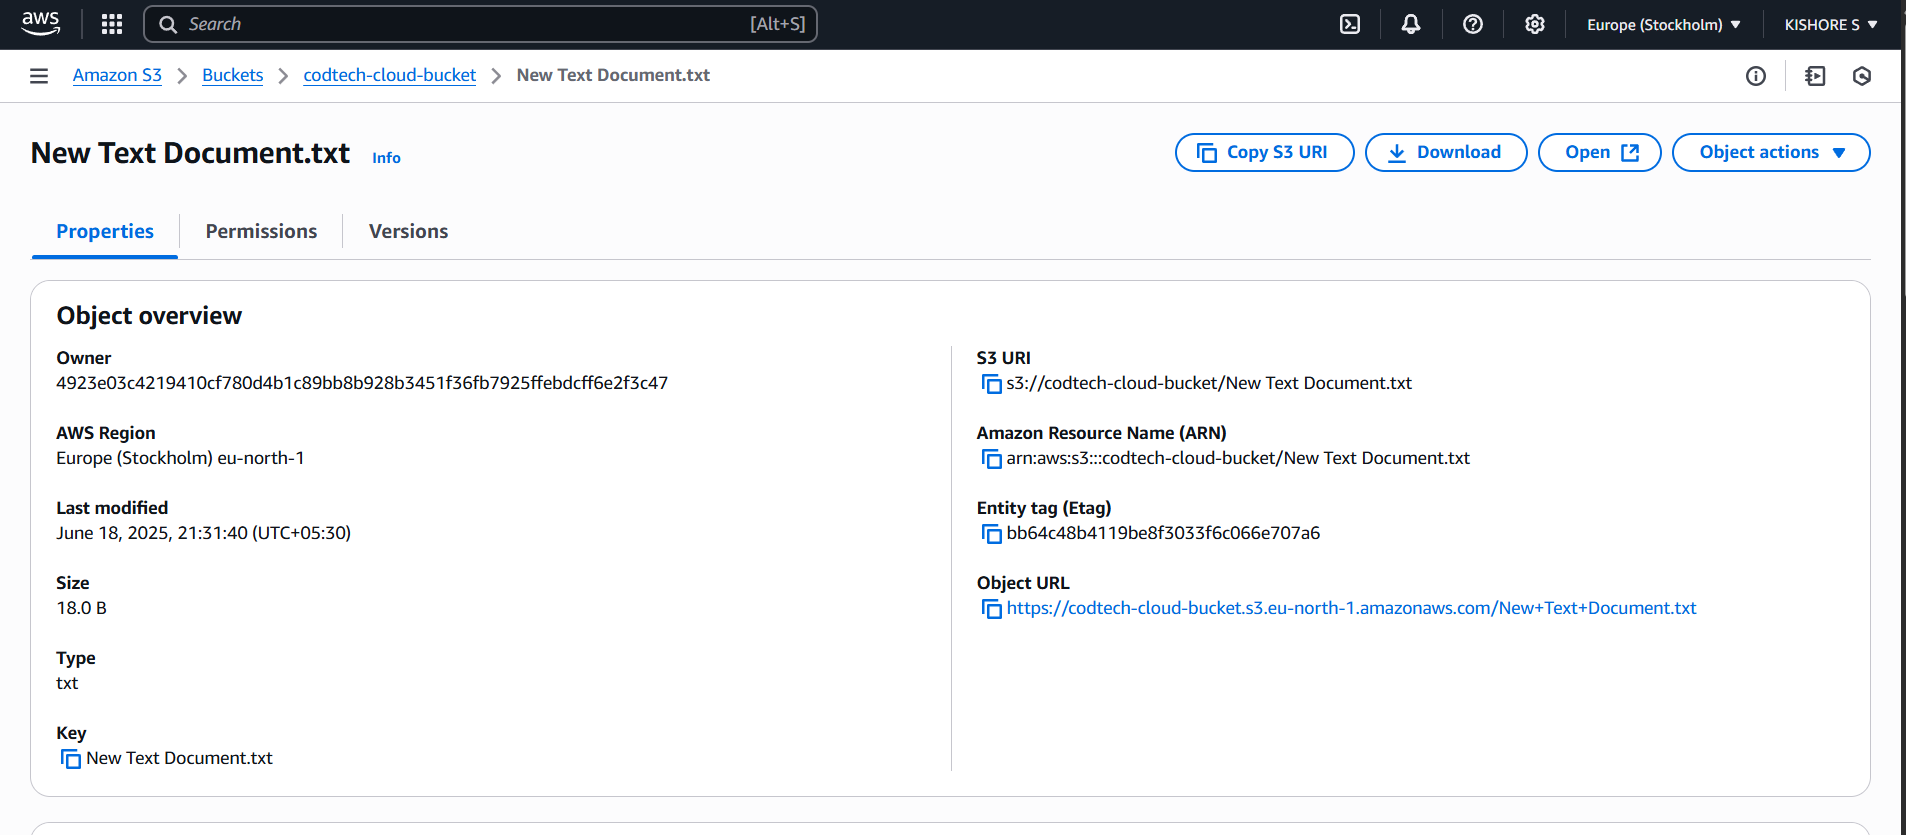 aws
Search [Alt+S]
Europe (Stockholm)
KISHORE S
Amazon S3 > Buckets > codtech-cloud-bucket > New Text Document.txt
New Text Document.txt Info
Copy S3 URI
Download
Open
Object actions
Properties
Permissions
Versions
Object overview
Owner
4923e03c4219410cf780d4b1c89bb8b928b3451f36fb7925ffebdcff6e2f3c47
AWS Region
Europe (Stockholm) eu-north-1
Last modified
June 18, 2025, 21:31:40 (UTC+05:30)
Size
18.0 B
Type
txt
Key
New Text Document.txt
S3 URI
s3://codtech-cloud-bucket/New Text Document.txt
Amazon Resource Name (ARN)
arn:aws:s3:::codtech-cloud-bucket/New Text Document.txt
Entity tag (Etag)
bb64c48b4119be8f3033f6c066e707a6
Object URL
https://codtech-cloud-bucket.s3.eu-north-1.amazonaws.com/New+Text+Document.txt